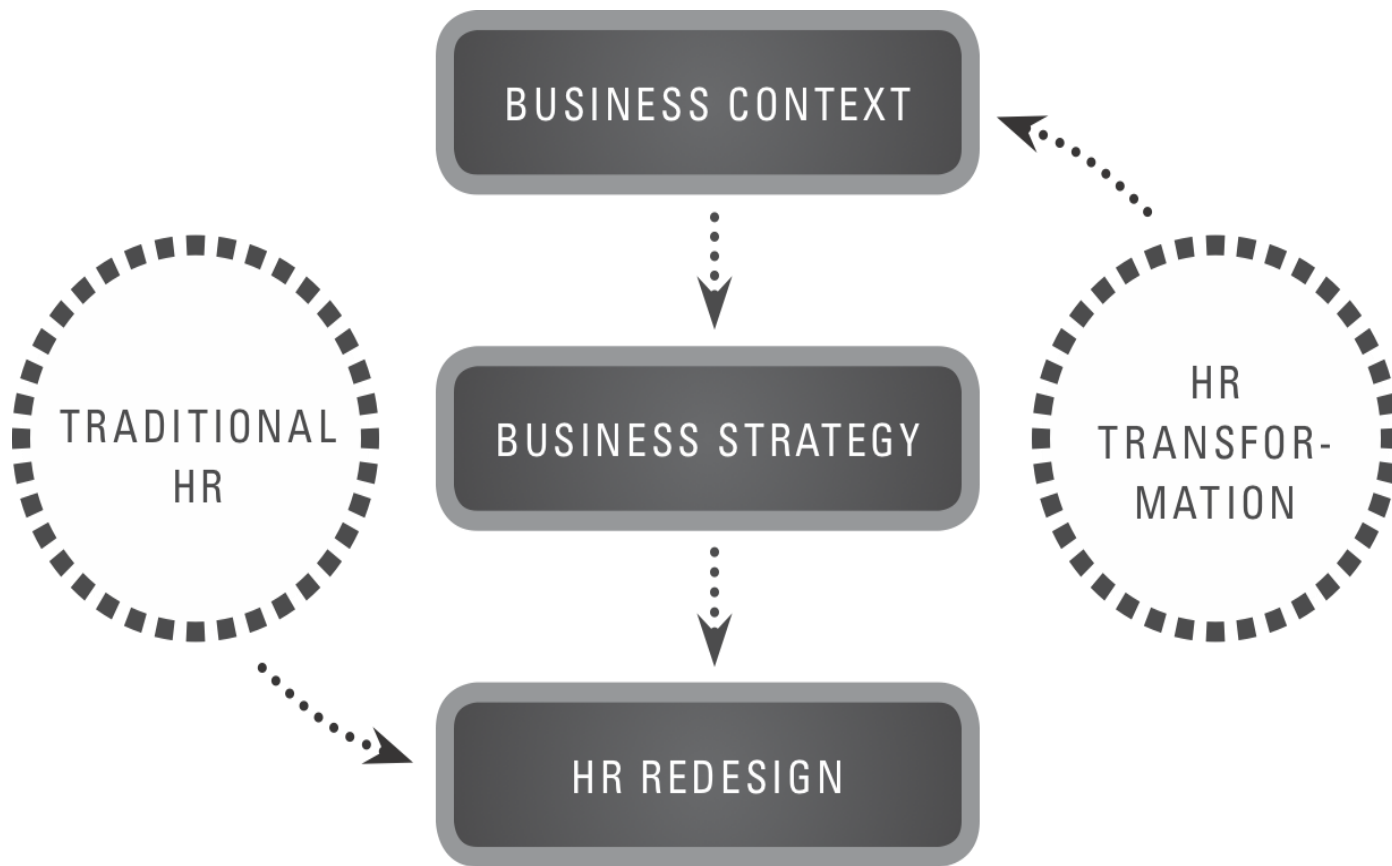 BUSINESS CONTEXT
TRADITIONAL
HR
BUSINESS STRATEGY
HR
TRANSFOR-
MATION
HR REDESIGN